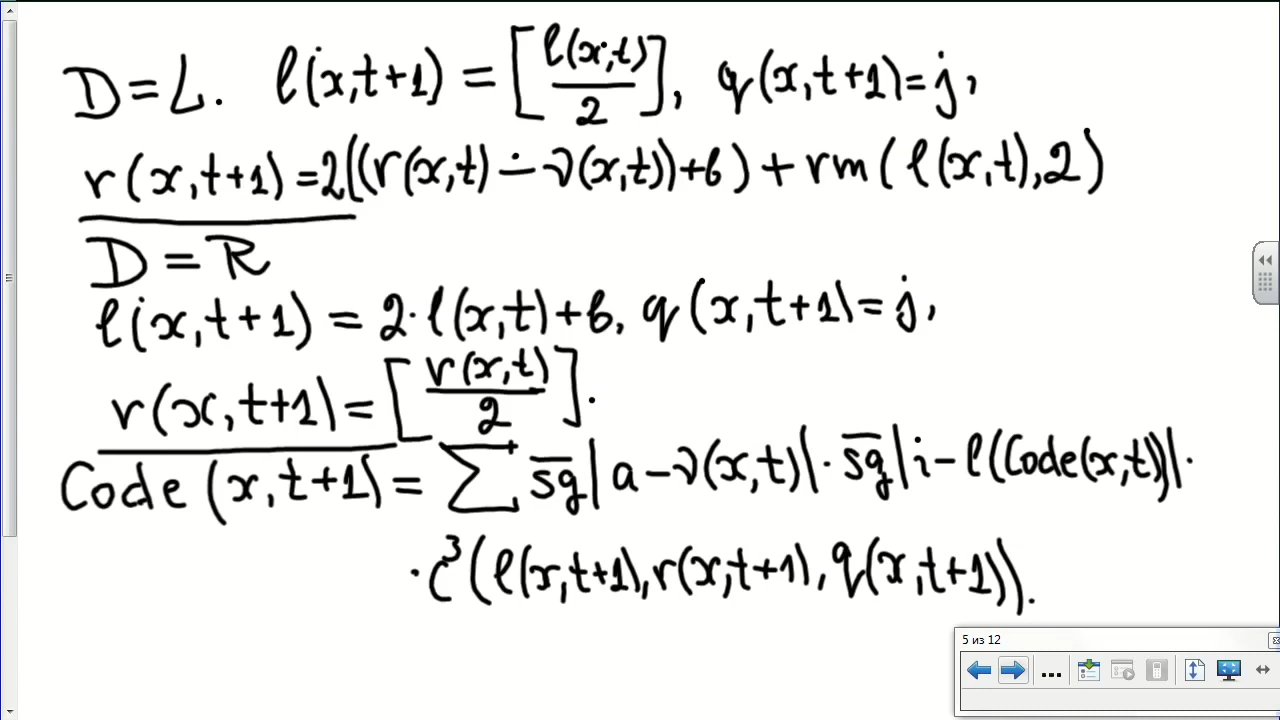 D = L. l(x,t+1) = [l(x,t)/2], q(x,t+1)=j,
r(x,t+1)=2((r(x,t) ∸ ν(x,t))+b) + rm(l(x,t),2)
D = R
l(x,t+1) = 2·l(x,t)+b, q(x,t+1)=j,
r(x,t+1)=[r(x,t)/2].
Code(x,t+1)= ∑ s̅g̅|a-ν(x,t)|·s̅g̅|i-l(Code(x,t))|·
·c³(l(x,t+1),r(x,t+1),q(x,t+1)).
5 из 12